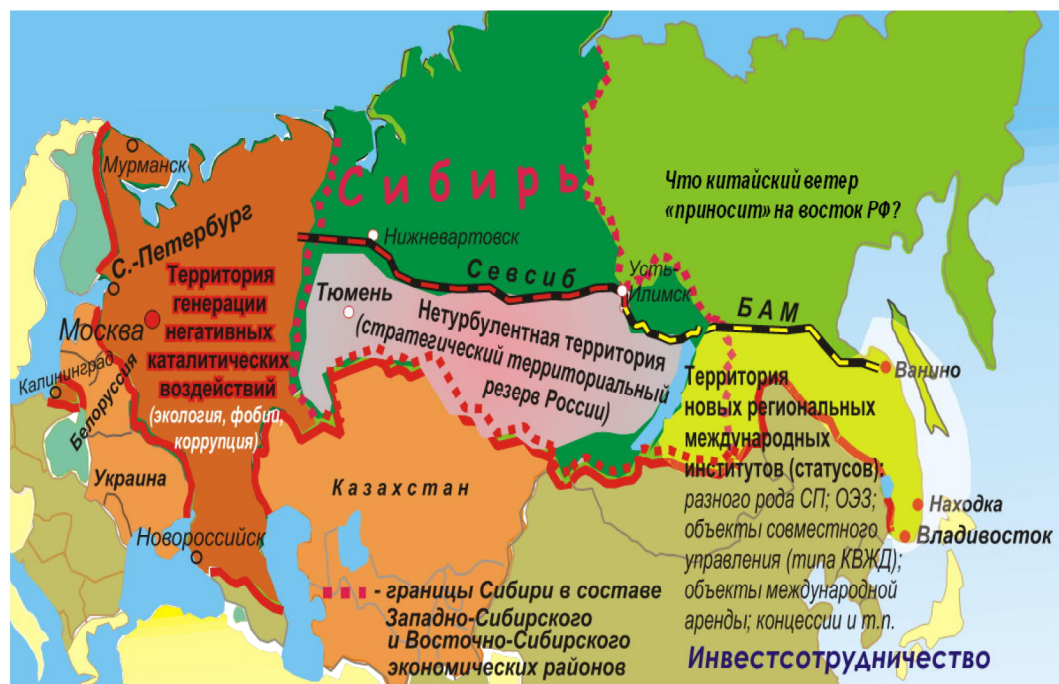 Мурманск
С.-Петербург
Москва
Калининград
Белоруссия
Украина
Новороссийск
Территория
генерации
негативных
каталитических
воздействий
(экология, фобии,
коррупция)
Сибирь
Нижневартовск
Севсиб
Усть-
Илимск
Тюмень
Нетурбулентная территория
(стратегический территориальный
резерв России)
Казахстан
Что китайский ветер
«приносит» на восток РФ?
БАМ
Ванино
Территория
новых региональных
международных
институтов (статусов):
разного рода СП; ОЭЗ;
объекты совместного
управления (типа КВЖД);
объекты международной
аренды; концессии и т.п.
Находка
Владивосток
- границы Сибири в составе
Западно-Сибирского
и Восточно-Сибирского
экономических районов
Инвестсотрудничество